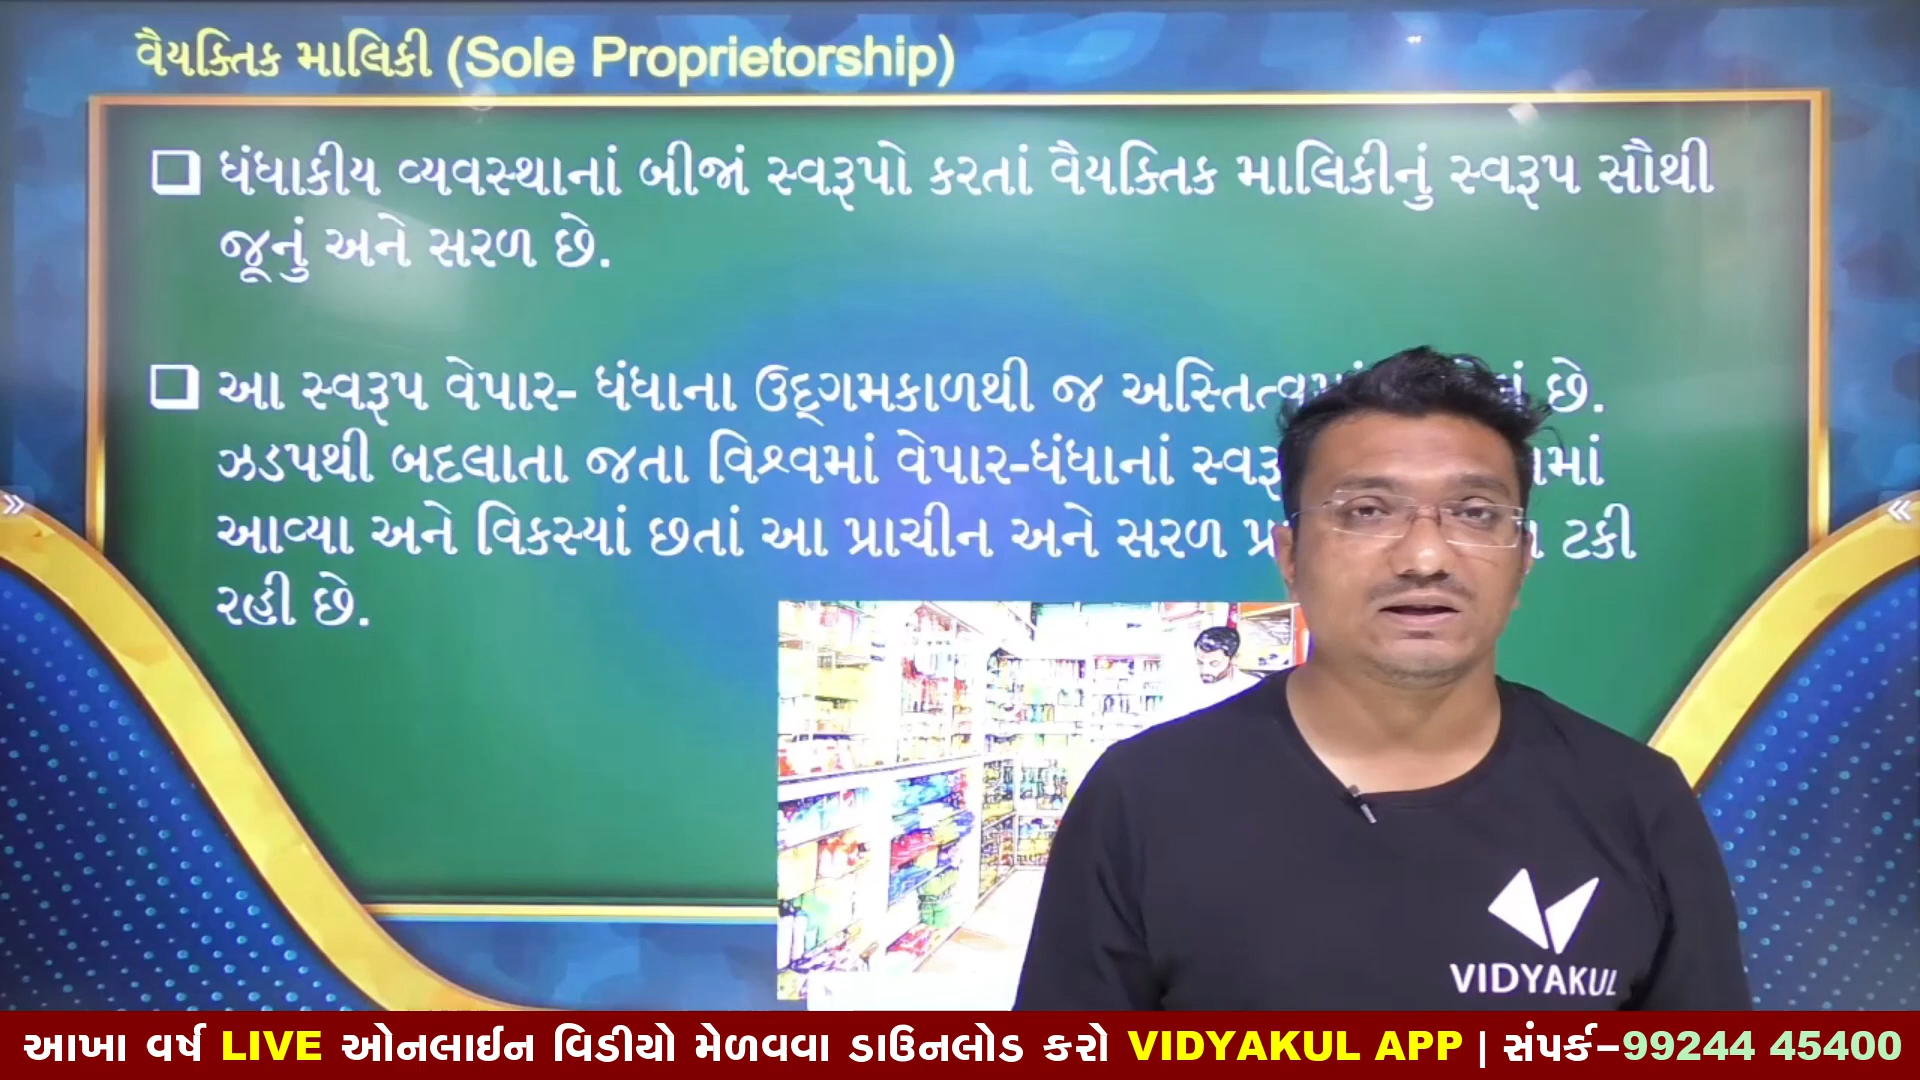 વૈયક્તિક માલિકી (Sole Proprietorship)
❑ ધંધાકીય વ્યવસ્થાનાં બીજાં સ્વરૂપો કરતાં વૈયક્તિક માલિકીનું સ્વરૂપ સૌથી
જૂનું અને સરળ છે.
❑ આ સ્વરૂપ વેપાર- ધંધાના ઉદ્‌ગમકાળથી જ છે.
ઝડપથી બદલાતા જતા વિશ્વમાં વેપાર-ધંધાનાં
આવ્યા અને વિકસ્યાં છતાં આ પ્રાચીન અને સરળ ટકી
રહી છે.
VIDYAKUL
આખા વર્ષ LIVE ઓનલાઈન વિડીયો મેળવવા ડાઉનલોડ કરો VIDYAKUL APP | સંપર્ક-99244 45400